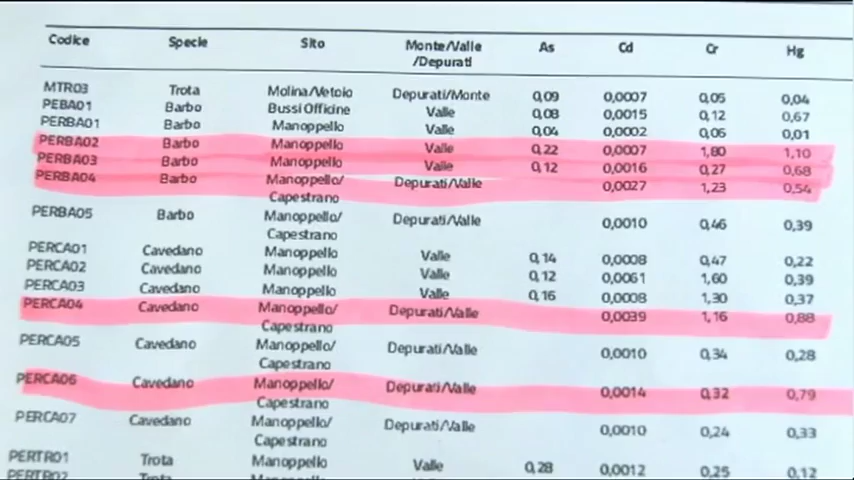 Codice Specie Sito Monte/Valle /Depurati As Cd Cr Hg
MTR03 Trota Molina/Vetoio Depurati/Monte 0,09 0,0007 0,05 0,04
PEBA01 Barbo Bussi Officine Valle 0,08 0,0015 0,12 0,67
PERBA01 Barbo Manoppello Valle 0,04 0,0002 0,06 0,01
PERBA02 Barbo Manoppello Valle 0,22 0,0007 1,80 1,10
PERBA03 Barbo Manoppello Valle 0,12 0,0016 0,27 0,68
PERBA04 Barbo Manoppello/ Depurati/Valle 0,0027 1,23 0,54
Capestrano
PERBA05 Barbo Manoppello/ Depurati/Valle 0,0010 0,46 0,39
Capestrano
PERCA01 Cavedano Manoppello Valle 0,14 0,0008 0,47 0,22
PERCA02 Cavedano Manoppello Valle 0,12 0,0061 1,60 0,39
PERCA03 Cavedano Manoppello Valle 0,16 0,0008 1,30 0,37
PERCA04 Cavedano Manoppello/ Depurati/Valle 0,0039 1,16 0,88
Capestrano
PERCA05 Cavedano Manoppello/ Depurati/Valle 0,0010 0,34 0,28
Capestrano
PERCA06 Cavedano Manoppello/ Depurati/Valle 0,0014 0,32 0,79
Capestrano
PERCA07 Cavedano Manoppello/ Depurati/Valle 0,0010 0,24 0,33
Capestrano
PERTR01 Trota Manoppello Valle 0,28 0,0012 0,25 0,12
PERTR02 Trota Manoppello